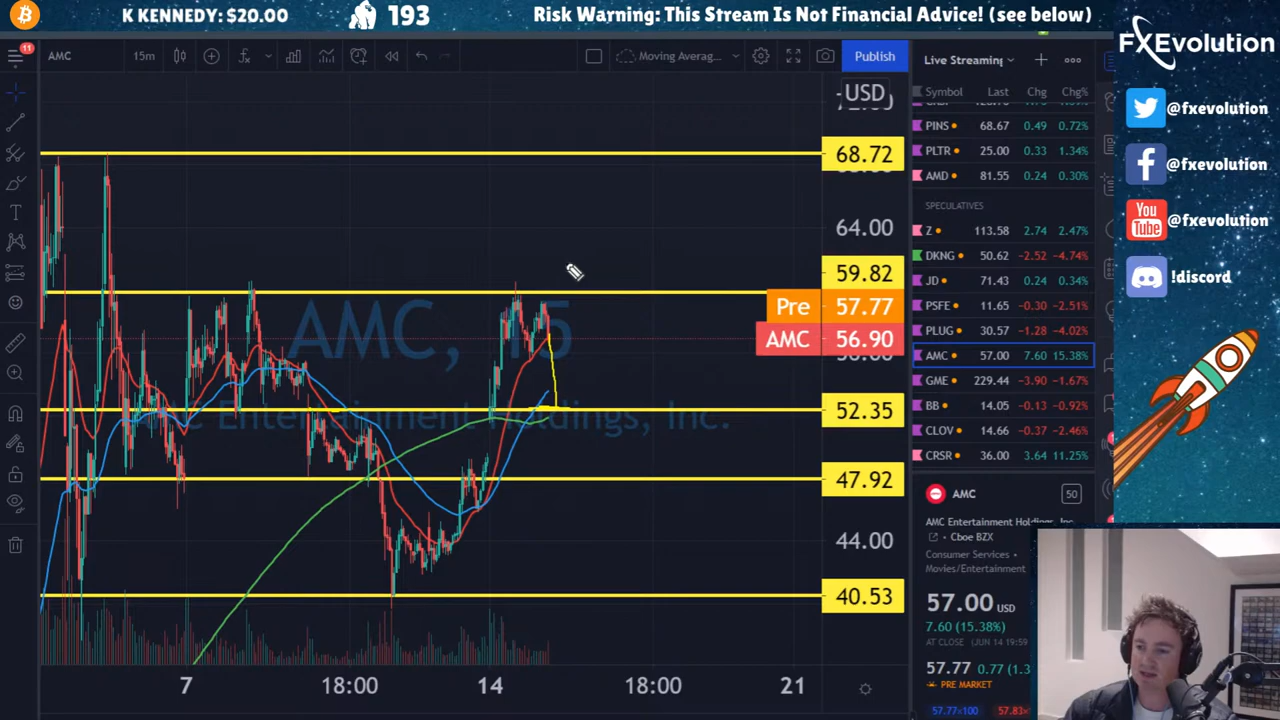 K KENNEDY: $20.00
193
Risk Warning: This Stream Is Not Financial Advice! (see below)
FXEvolution
@fxevolution
@fxevolution
You
Tube
@fxevolution
!discord
11
AMC
15m
Moving Averag...
Publish
Live Streaming
USD
68.72
64.00
59.82
Pre 57.77
AMC 56.90
52.35
47.92
44.00
40.53
AMC, 15
AMC Entertainment Holdings, Inc.
7
18:00
14
18:00
21
Symbol Last Chg Chg%
PINS 68.67 0.49 0.72%
PLTR 25.00 0.33 1.34%
AMD 81.55 0.24 0.30%
SPECULATIVES
Z 113.58 2.74 2.47%
DKNG 50.62 -2.52 -4.74%
JD 71.43 0.24 0.34%
PSFE 11.65 -0.30 -2.51%
PLUG 30.57 -1.28 -4.02%
AMC 57.00 7.60 15.38%
GME 229.44 -3.90 -1.67%
BB 14.05 -0.13 -0.92%
CLOV 14.66 -0.37 -2.46%
CRSR 36.00 3.64 11.25%
AMC
50
AMC Entertainment Holdings, Inc.
Cboe BZX
Consumer Services
Movies/Entertainment
57.00 USD
7.60 (15.38%)
AT CLOSE (JUN 14 19:59
57.77 0.77 (1.3
PRE MARKET
57.77×100
57.83×